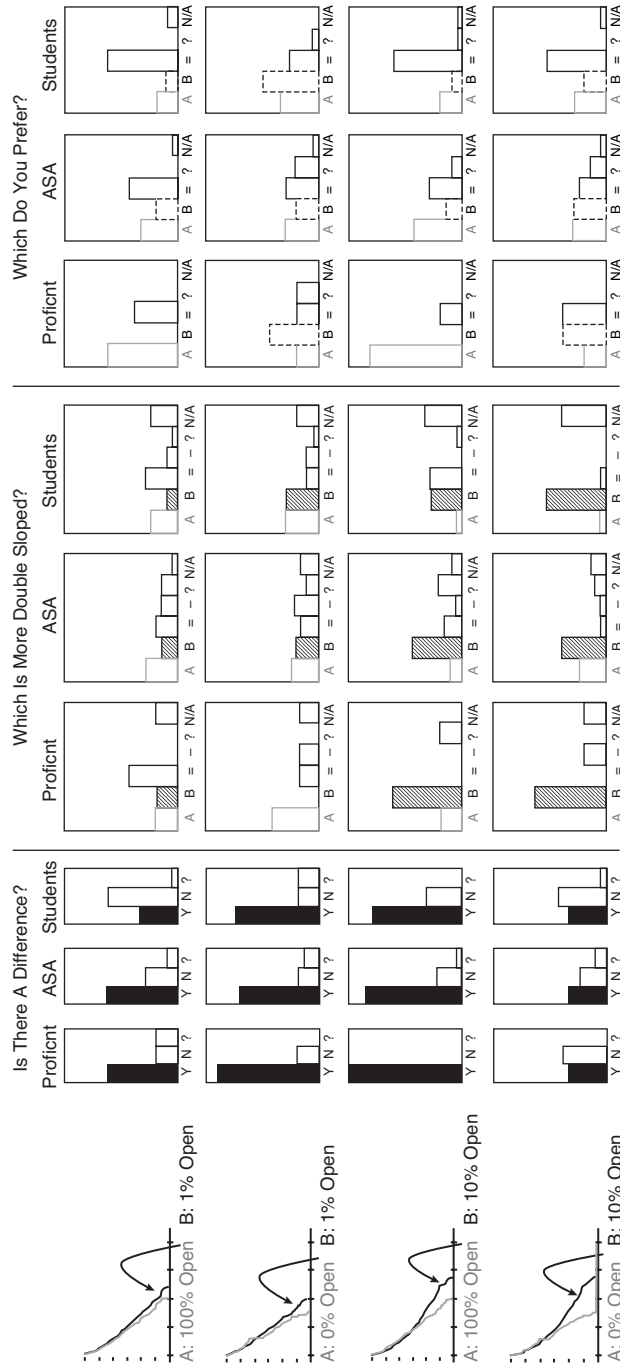 Is There A Difference? Which Is More Double Sloped? Which Do You Prefer?
Proficnt ASA Students Proficnt ASA Students Proficnt ASA Students
A: 100% Open B: 1% Open Y N ? Y N ? Y N ? A B = – ? N/A A B = – ? N/A A B = – ? N/A A B = ? N/A A B = ? N/A A B = ? N/A
A: 0% Open B: 1% Open Y N ? Y N ? Y N ? A B = – ? N/A A B = – ? N/A A B = – ? N/A A B = ? N/A A B = ? N/A A B = ? N/A
A: 100% Open B: 10% Open Y N ? Y N ? Y N ? A B = – ? N/A A B = – ? N/A A B = – ? N/A A B = ? N/A A B = ? N/A A B = ? N/A
A: 0% Open B: 10% Open Y N ? Y N ? Y N ? A B = – ? N/A A B = – ? N/A A B = – ? N/A A B = ? N/A A B = ? N/A A B = ? N/A